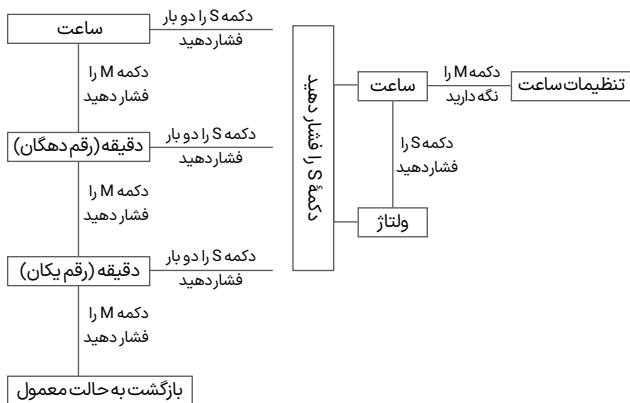 تنظیمات ساعت
دکمه M را
نگه دارید
ساعت
دکمه S را
فشار دهید
ولتاژ
دکمۀ S را فشار دهید
دکمه S را دو بار
فشار دهید
ساعت
دکمه M را
فشار دهید
دکمه S را دو بار
فشار دهید
دقیقه (رقم دهگان)
دکمه M را
فشار دهید
دکمه S را دو بار
فشار دهید
دقیقه (رقم یکان)
دکمه M را
فشار دهید
بازگشت به حالت معمول